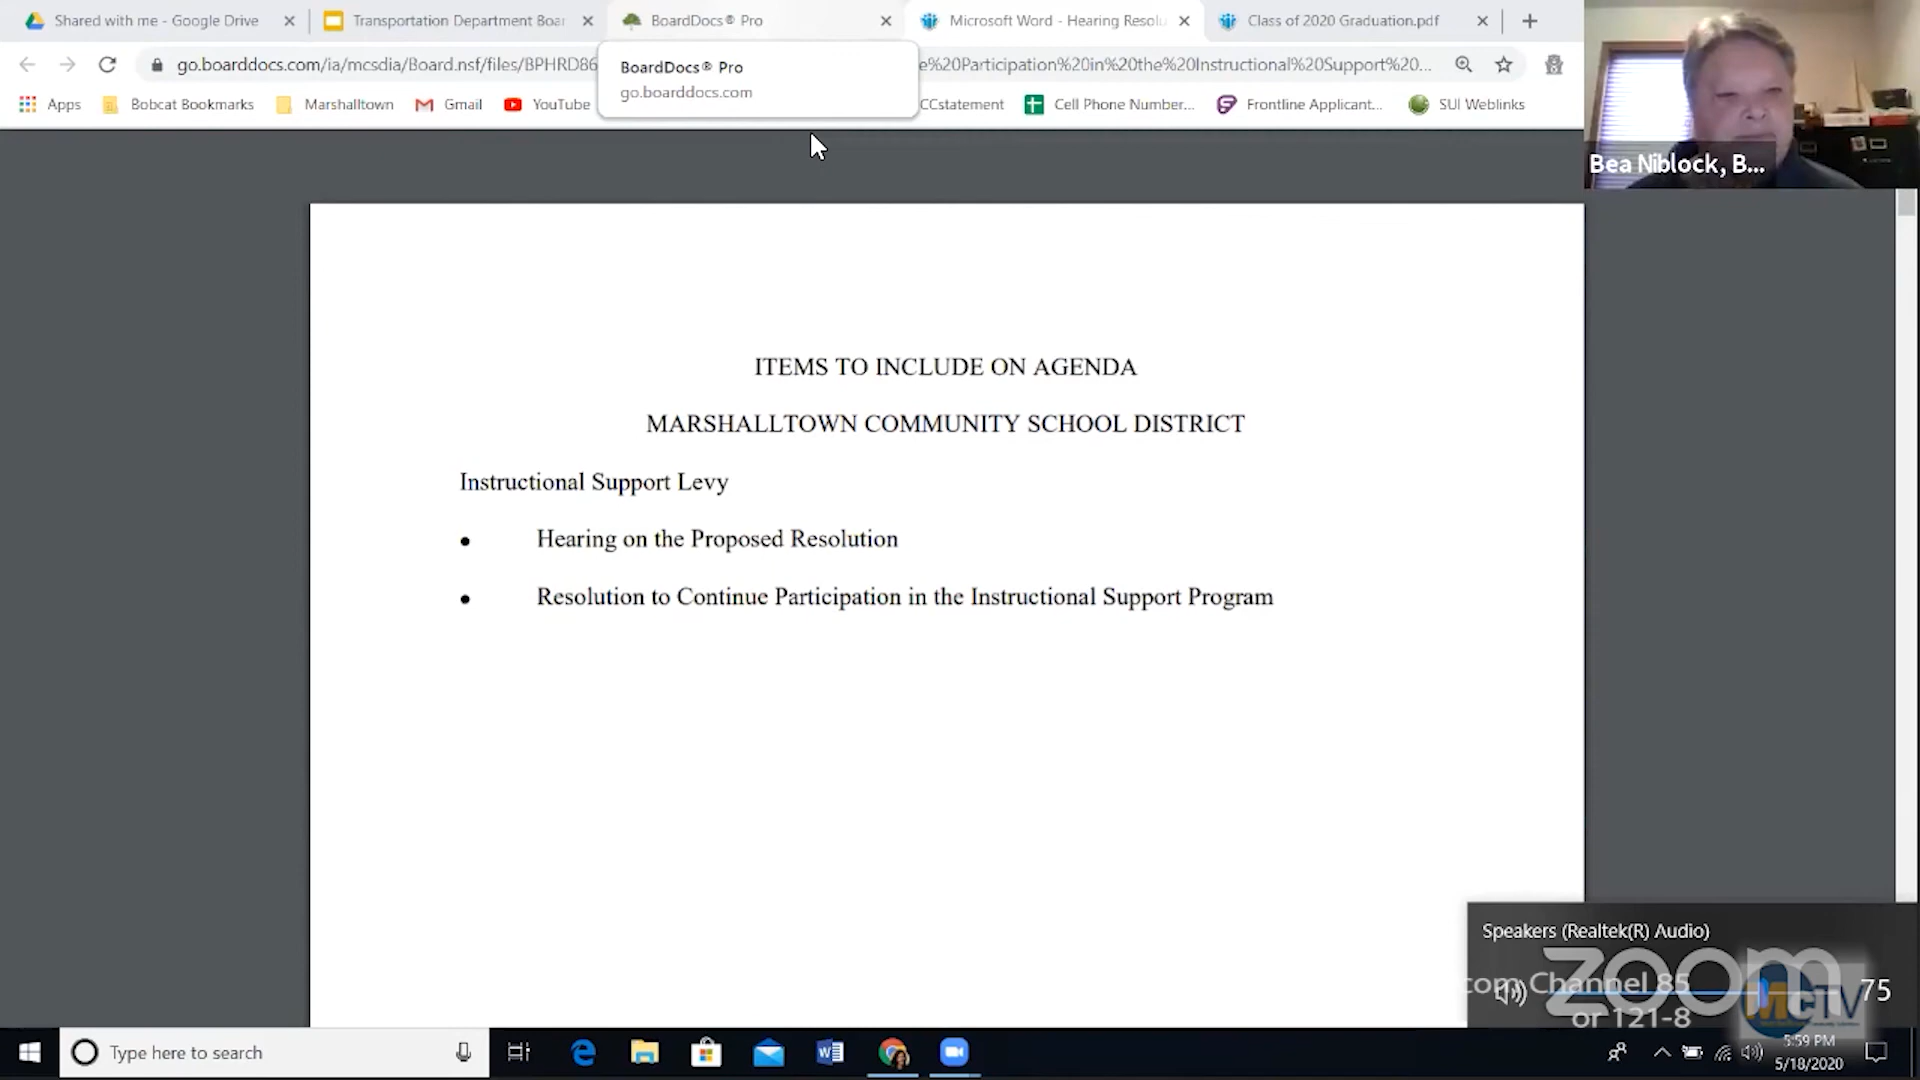 Shared with me - Google Drive
Transportation Department Boar
BoardDocs® Pro
Microsoft Word - Hearing Resolu
Class of 2020 Graduation.pdf
go.boarddocs.com/ia/mcsdia/Board.nsf/files/BPHRD86
e%20Participation%20in%20the%20Instructional%20Support%20...
BoardDocs® Pro
go.boarddocs.com
Apps
Bobcat Bookmarks
Marshalltown
Gmail
YouTube
CCstatement
Cell Phone Number...
Frontline Applicant...
SUI Weblinks
Bea Niblock, B...
ITEMS TO INCLUDE ON AGENDA
MARSHALLTOWN COMMUNITY SCHOOL DISTRICT
Instructional Support Levy
• Hearing on the Proposed Resolution
• Resolution to Continue Participation in the Instructional Support Program
Speakers (Realtek(R) Audio)
zoom
com Channel 85
or 121-8
75
MCTV
Type here to search
5:59 PM
5/18/2020